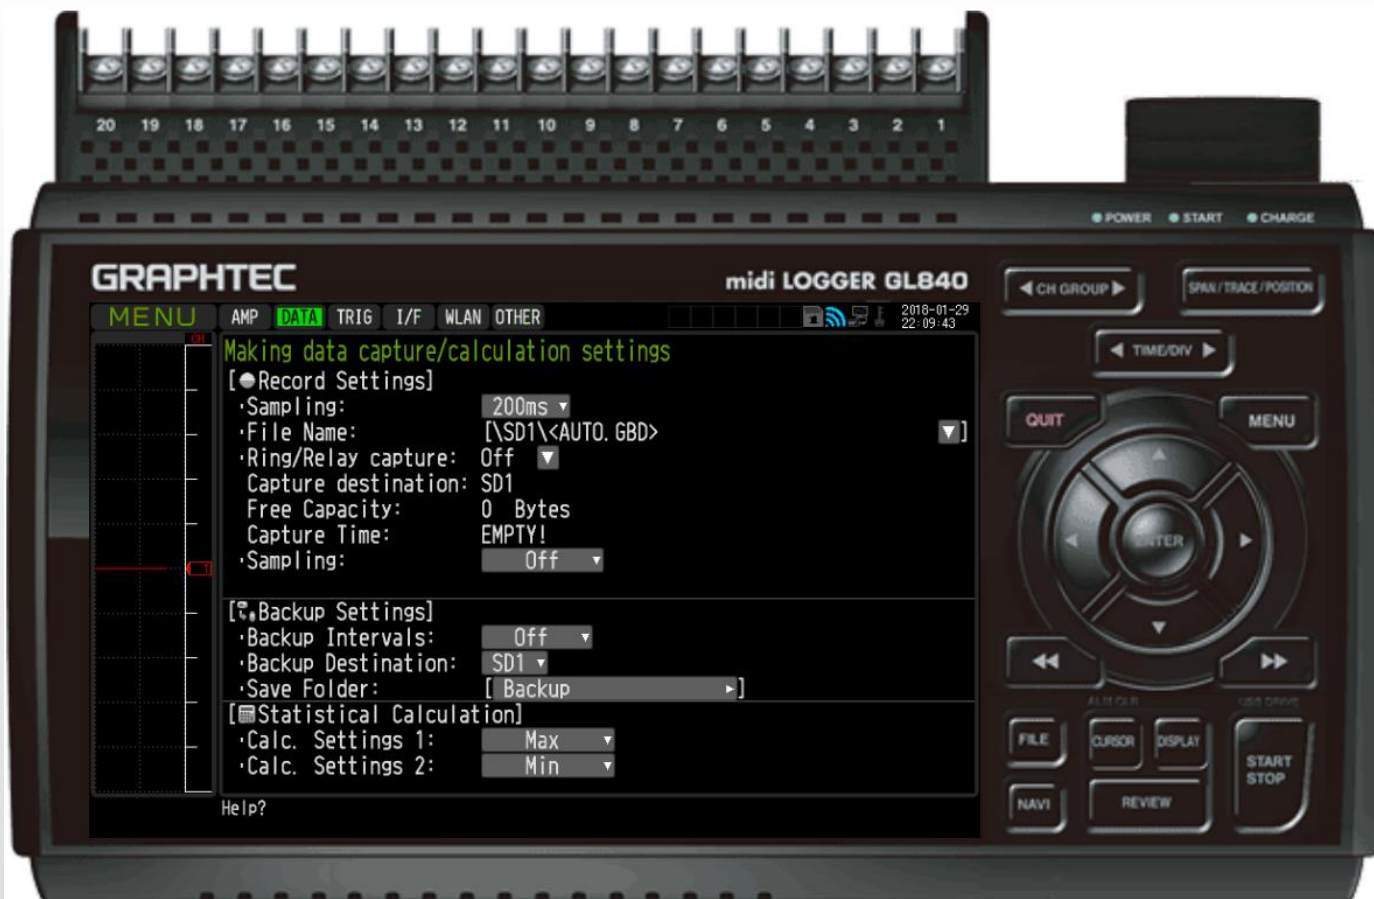 20 19 18 17 16 15 14 13 12 11 10 9 8 7 6 5 4 3 2 1
POWER START CHARGE
GRAPHTEC
midi LOGGER GL840
◀ CH GROUP ▶
SPAN / TRACE / POSITION
MENU AMP DATA TRIG I/F WLAN OTHER
2018-01-29
22:09:43
CH
Making data capture/calculation settings
[Record Settings]
·Sampling: 200ms ▼
·File Name: [\SD1\<AUTO.GBD> ▼]
·Ring/Relay capture: Off ▼
Capture destination: SD1
Free Capacity: 0 Bytes
Capture Time: EMPTY!
·Sampling: Off ▼
[Backup Settings]
·Backup Intervals: Off ▼
·Backup Destination: SD1 ▼
·Save Folder: [ Backup ▸]
[Statistical Calculation]
·Calc. Settings 1: Max ▼
·Calc. Settings 2: Min ▼
Help?
◀ TIME/DIV ▶
QUIT
MENU
ENTER
ALM CLR
USB DRIVE
FILE
CURSOR
DISPLAY
START
STOP
NAVI
REVIEW